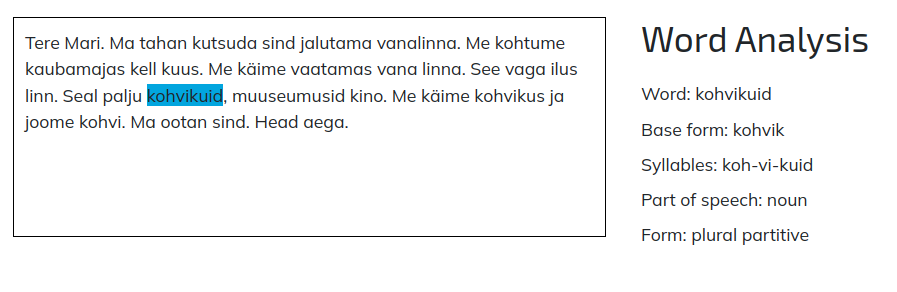 Tere Mari. Ma tahan kutsuda sind jalutama vanalinna. Me kohtume
kaubamajas kell kuus. Me käime vaatamas vana linna. See vaga ilus
linn. Seal palju kohvikuid, muuseumusid kino. Me käime kohvikus ja
joome kohvi. Ma ootan sind. Head aega.
Word Analysis
Word: kohvikuid
Base form: kohvik
Syllables: koh-vi-kuid
Part of speech: noun
Form: plural partitive